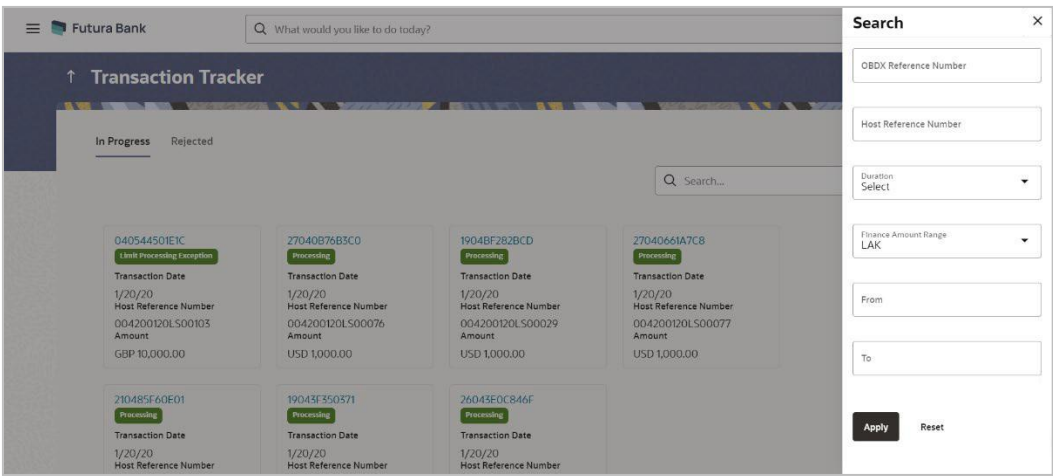 Futura Bank
What would you like to do today?
Transaction Tracker
In Progress Rejected
Search...
040544501E1C
Limit Processing Exception
Transaction Date
1/20/20
Host Reference Number
004200120LS00103
Amount
GBP 10,000.00
27040B76B3C0
Processing
Transaction Date
1/20/20
Host Reference Number
004200120LS00076
Amount
USD 1,000.00
1904BF282BCD
Processing
Transaction Date
1/20/20
Host Reference Number
004200120LS00029
Amount
USD 1,000.00
27040661A7C8
Processing
Transaction Date
1/20/20
Host Reference Number
004200120LS00077
Amount
USD 1,000.00
210485F60E01
Processing
Transaction Date
1/20/20
Host Reference Number
19043F350371
Processing
Transaction Date
1/20/20
Host Reference Number
26043E0C846F
Processing
Transaction Date
1/20/20
Host Reference Number
Search
OBDX Reference Number
Host Reference Number
Duration
Select
Finance Amount Range
LAK
From
To
Apply Reset